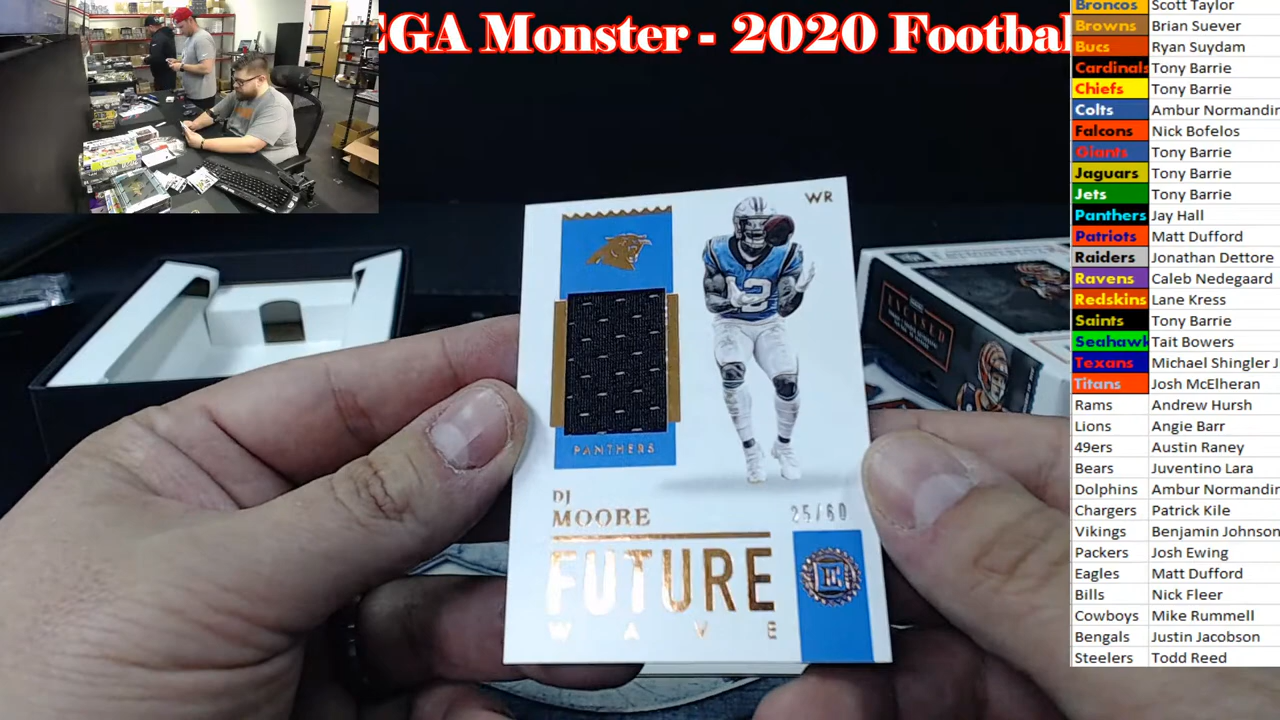 EGA Monster - 2020 Footbal
Broncos Scott Taylor
Browns Brian Suever
Bucs Ryan Suydam
Cardinals Tony Barrie
Chiefs Tony Barrie
Colts Ambur Normandin
Falcons Nick Bofelos
Giants Tony Barrie
Jaguars Tony Barrie
Jets Tony Barrie
Panthers Jay Hall
Patriots Matt Dufford
Raiders Jonathan Dettore
Ravens Caleb Nedegaard
Redskins Lane Kress
Saints Tony Barrie
Seahawk Tait Bowers
Texans Michael Shingler J
Titans Josh McElheran
Rams Andrew Hursh
Lions Angie Barr
49ers Austin Raney
Bears Juventino Lara
Dolphins Ambur Normandin
Chargers Patrick Kile
Vikings Benjamin Johnson
Packers Josh Ewing
Eagles Matt Dufford
Bills Nick Fleer
Cowboys Mike Rummell
Bengals Justin Jacobson
Steelers Todd Reed
WR
2
PANTHERS
DJ
MOORE
25/60
FUTURE
WAVE
E
ENCASED